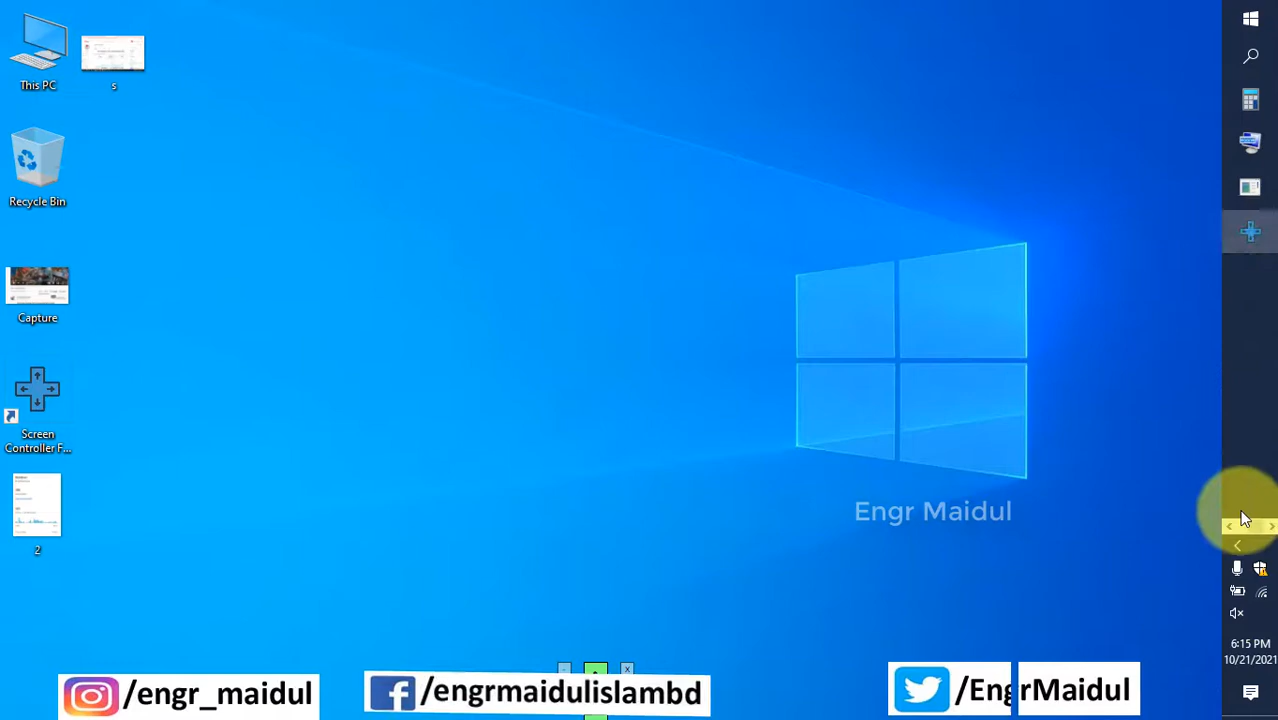 This PC
s
Recycle Bin
Capture
Screen
Controller F...
2
Engr Maidul
6:15 PM
10/21/2021
- X
/engr_maidul
/engrmaidulislambd
/EngrMaidul